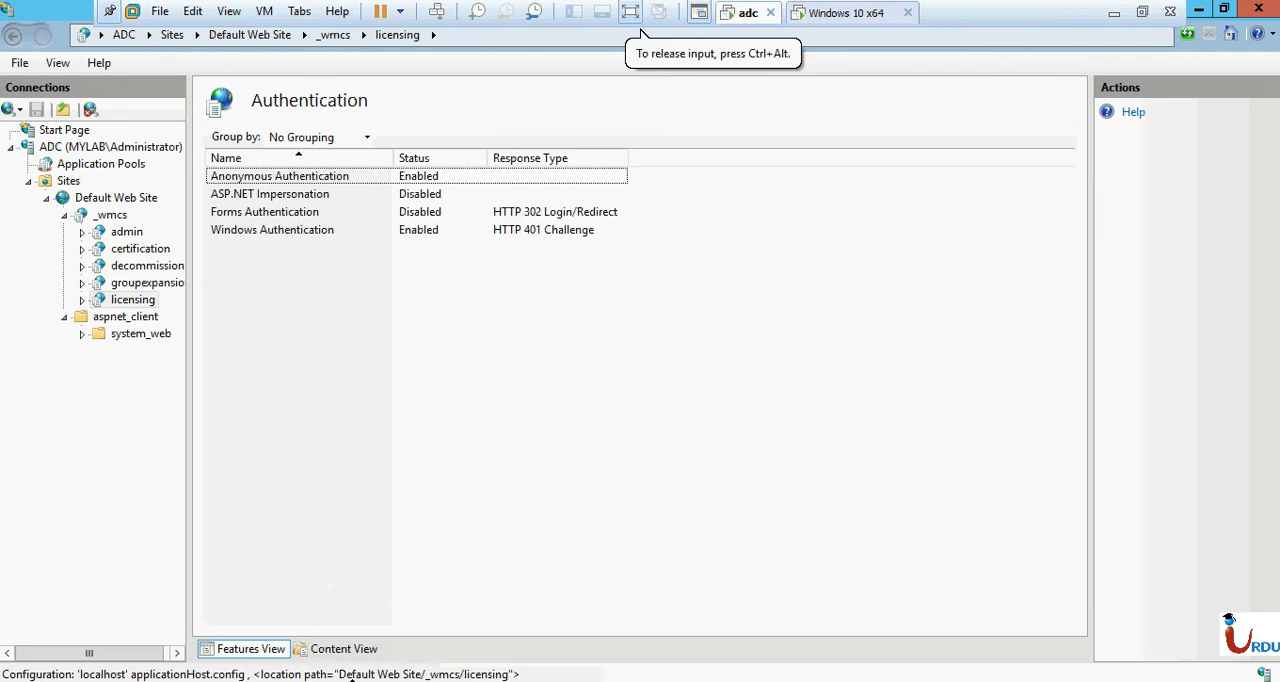 File Edit View VM Tabs Help
adc
Windows 10 x64
ADC Sites Default Web Site _wmcs licensing
To release input, press Ctrl+Alt.
File View Help
Connections
Start Page
ADC (MYLAB\Administrator)
Application Pools
Sites
Default Web Site
_wmcs
admin
certification
decommission
groupexpansio
licensing
aspnet_client
system_web
Authentication
Group by: No Grouping
Name Status Response Type
Anonymous Authentication Enabled
ASP.NET Impersonation Disabled
Forms Authentication Disabled HTTP 302 Login/Redirect
Windows Authentication Enabled HTTP 401 Challenge
Features View Content View
Actions
Help
URDU
Configuration: 'localhost' applicationHost.config , <location path="Default Web Site/_wmcs/licensing">